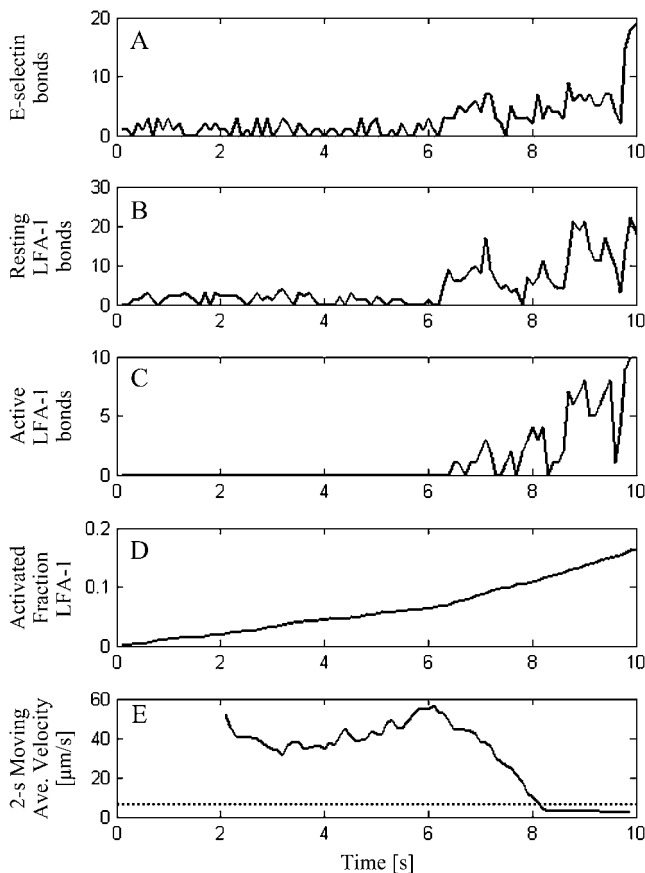 E-selectin
bonds
A
20
10
0
0 2 4 6 8 10
Resting
LFA-1
bonds
B
30
20
10
0
0 2 4 6 8 10
Active
LFA-1
bonds
C
10
5
0
0 2 4 6 8 10
Activated
Fraction
LFA-1
D
0.2
0.1
0
0 2 4 6 8 10
2-s Moving
Ave. Velocity
[µm/s]
E
60
40
20
0
0 2 4 6 8 10
Time [s]